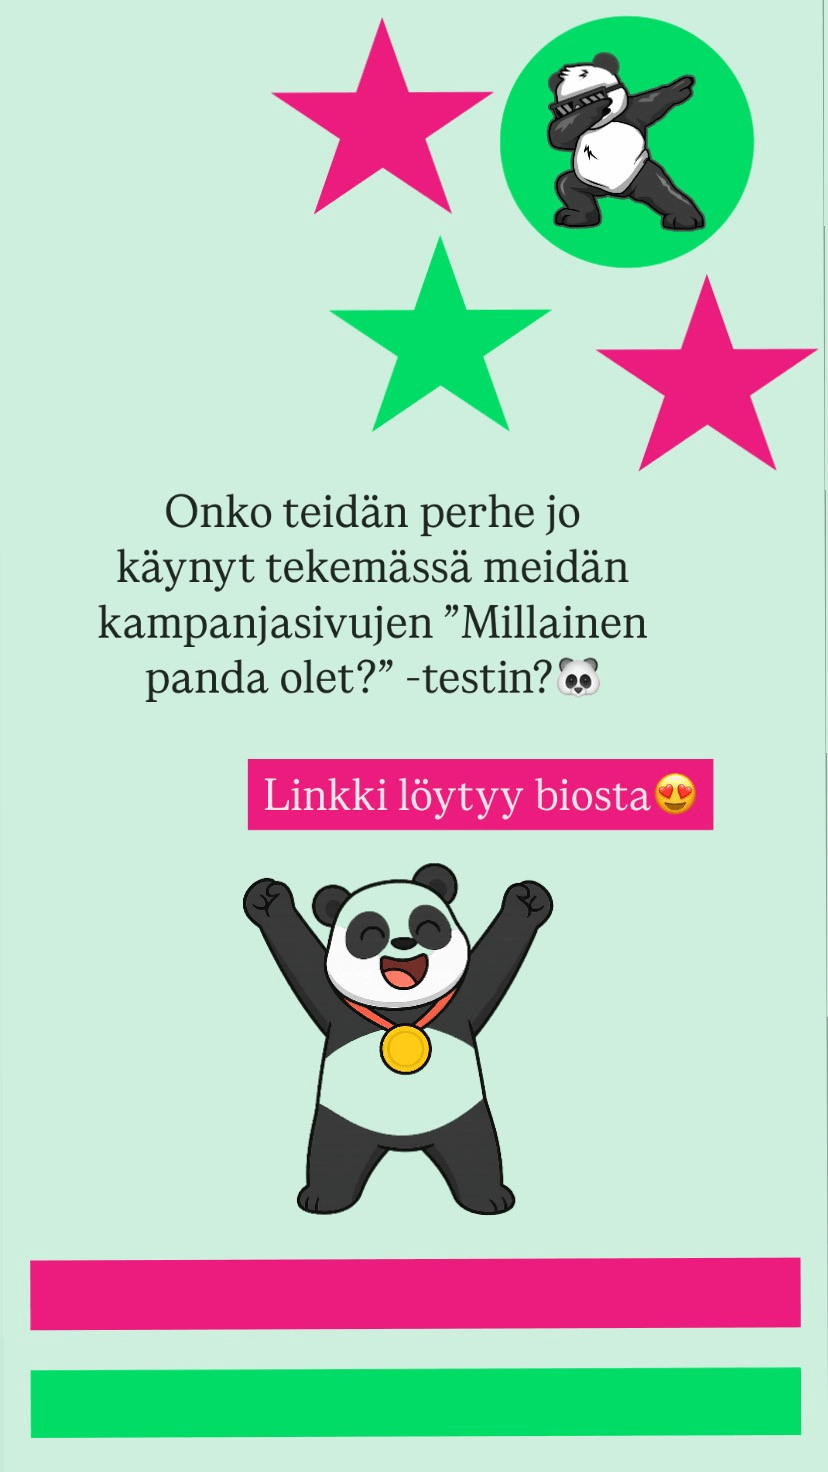 Onko teidän perhe jo
käynyt tekemässä meidän
kampanjasivujen ”Millainen
panda olet?” -testin?🐼
Linkki löytyy biosta😍